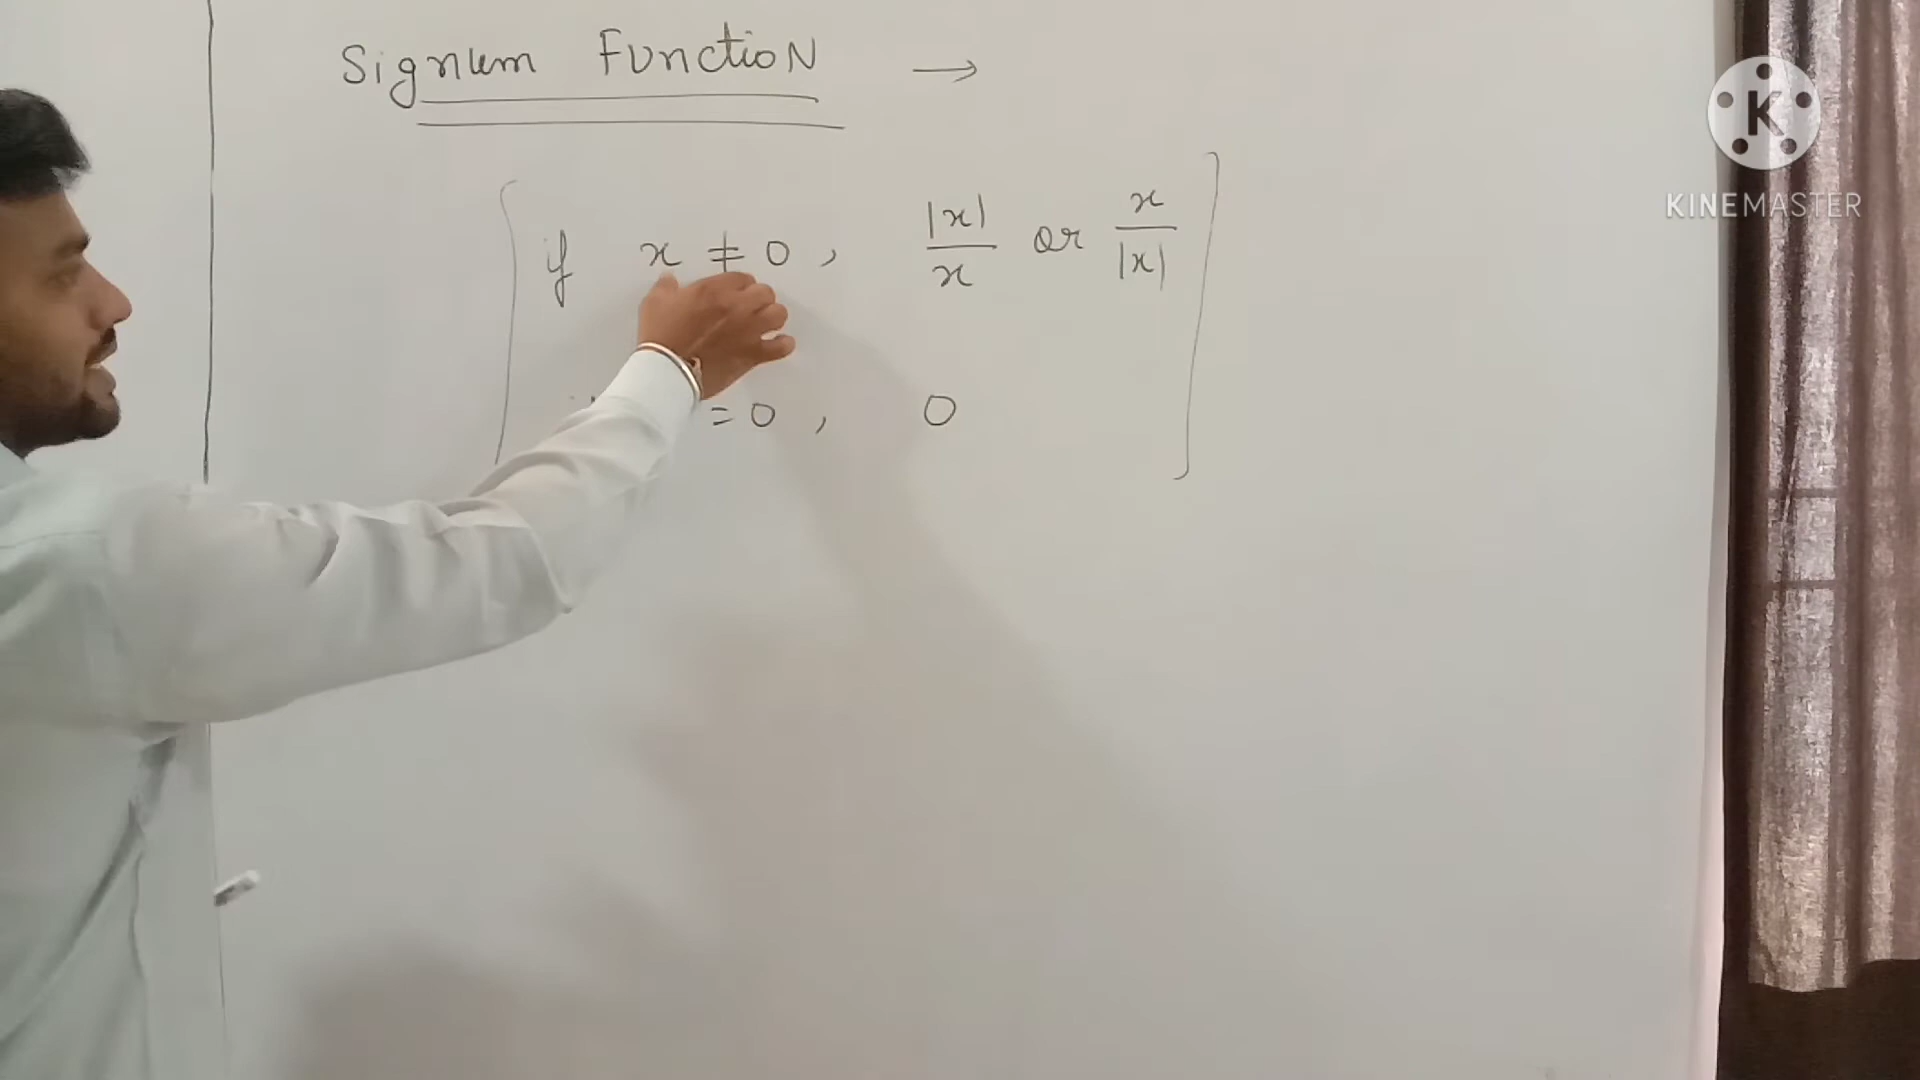 Signum Function →
if x ≠ 0 , |x|/x or x/|x|
= 0 , 0
K
KINEMASTER